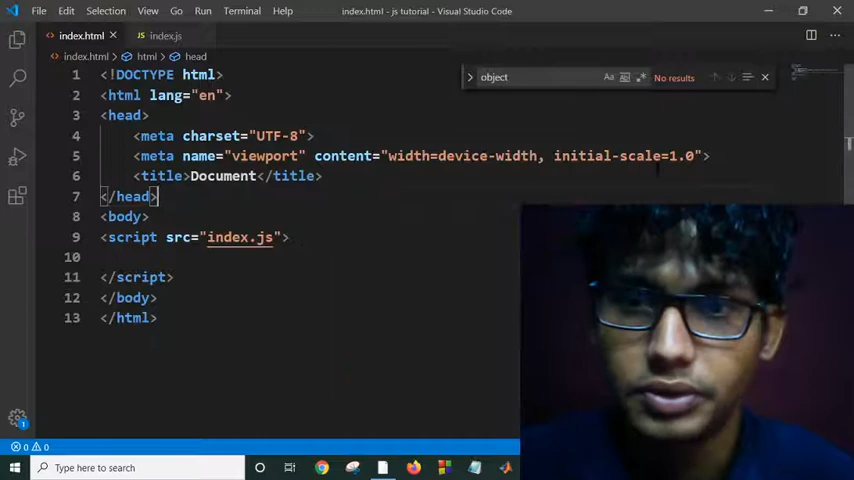 File Edit Selection View Go Run Terminal Help index.html - js tutorial - Visual Studio Code
index.html index.js
index.html > html > head
object Aa ab No results
1 <!DOCTYPE html>
2 <html lang="en">
3 <head>
4 <meta charset="UTF-8">
5 <meta name="viewport" content="width=device-width, initial-scale=1.0">
6 <title>Document</title>
7 </head>
8 <body>
9 <script src="index.js">
10
11 </script>
12 </body>
13 </html>
1
0 0
Type here to search